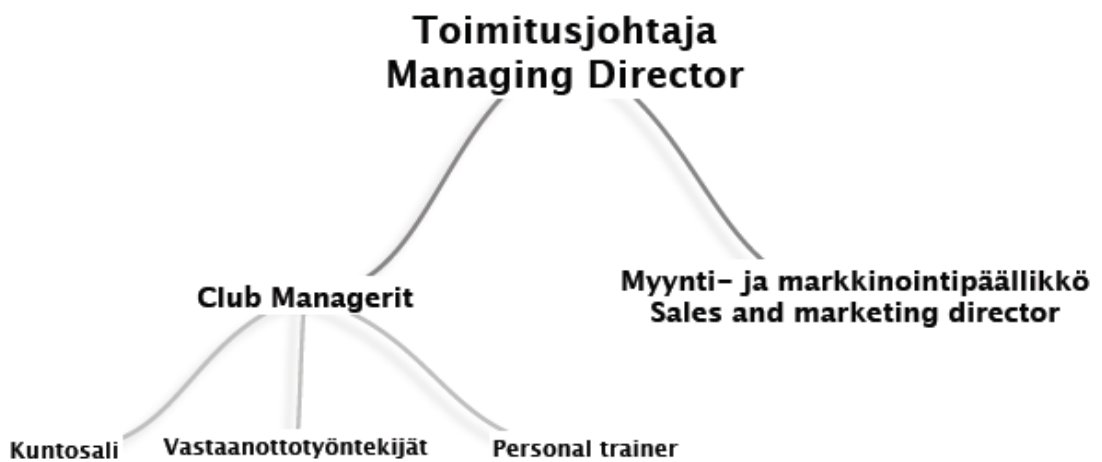 Toimitusjohtaja
Managing Director
Club Managerit
Myynti- ja markkinointipäällikkö
Sales and marketing director
Kuntosali
Vastaanottotyöntekijät
Personal trainer